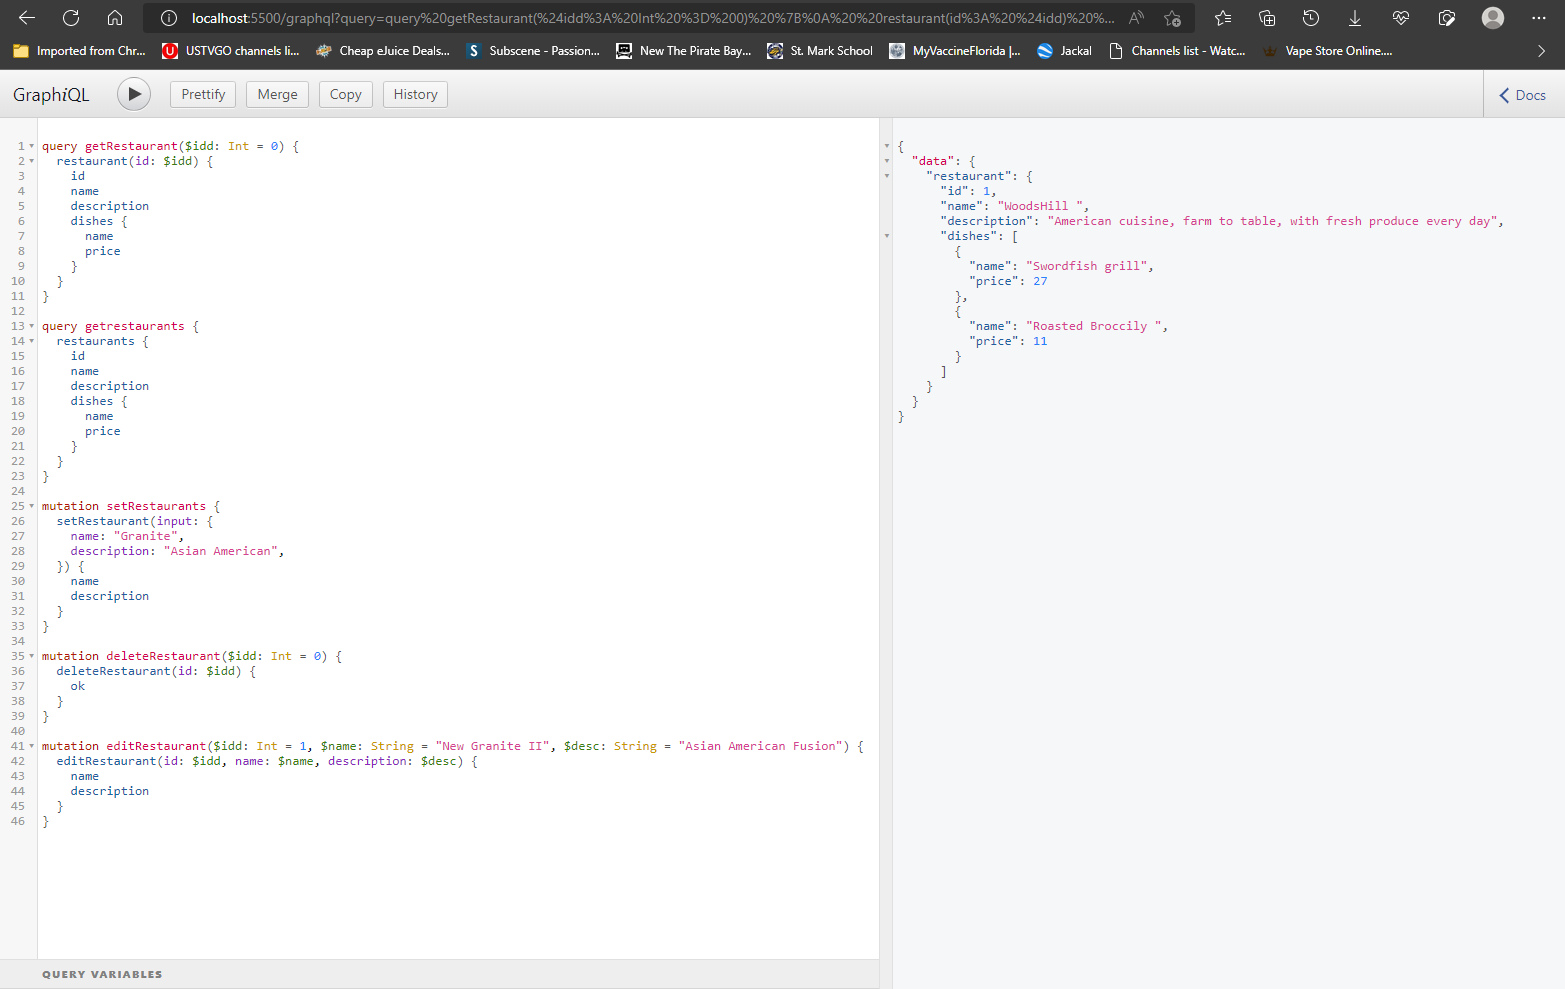 localhost:5500/graphql?query=query%20getRestaurant(%24idd%3A%20Int%20%3D%200)%20%7B%0A%20%20restaurant(id%3A%20%24idd)%20%...
Imported from Chr... USTVGO channels li... Cheap eJuice Deals... Subscene - Passion... New The Pirate Bay... St. Mark School MyVaccineFlorida |... Jackal Channels list - Watc... Vape Store Online....
GraphiQL Prettify Merge Copy History Docs
1 query getRestaurant($idd: Int = 0) {
2 restaurant(id: $idd) {
3 id
4 name
5 description
6 dishes {
7 name
8 price
9 }
10 }
11 }
12
13 query getrestaurants {
14 restaurants {
15 id
16 name
17 description
18 dishes {
19 name
20 price
21 }
22 }
23 }
24
25 mutation setRestaurants {
26 setRestaurant(input: {
27 name: "Granite",
28 description: "Asian American",
29 }) {
30 name
31 description
32 }
33 }
34
35 mutation deleteRestaurant($idd: Int = 0) {
36 deleteRestaurant(id: $idd) {
37 ok
38 }
39 }
40
41 mutation editRestaurant($idd: Int = 1, $name: String = "New Granite II", $desc: String = "Asian American Fusion") {
42 editRestaurant(id: $idd, name: $name, description: $desc) {
43 name
44 description
45 }
46 }
QUERY VARIABLES
{
"data": {
"restaurant": {
"id": 1,
"name": "WoodsHill ",
"description": "American cuisine, farm to table, with fresh produce every day",
"dishes": [
{
"name": "Swordfish grill",
"price": 27
},
{
"name": "Roasted Broccily ",
"price": 11
}
]
}
}
}